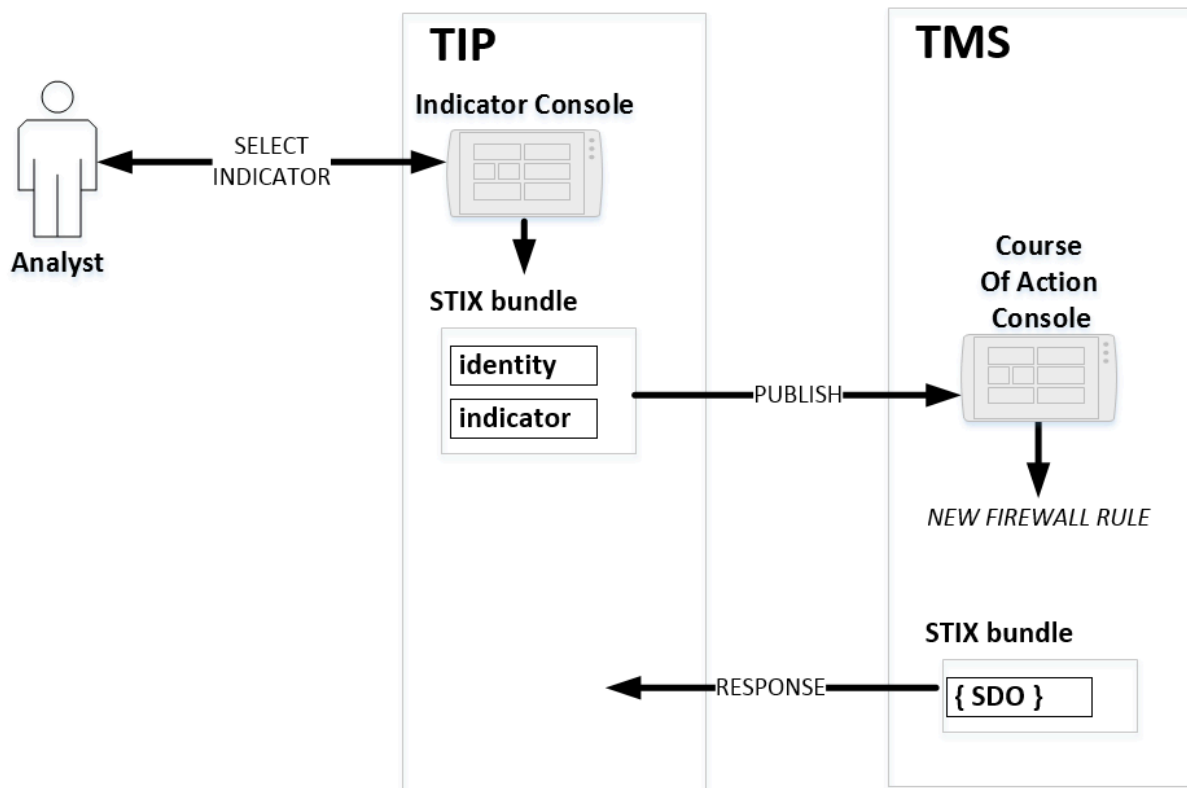 TIP
TMS
Indicator Console
SELECT
INDICATOR
Analyst
Course
Of Action
Console
STIX bundle
identity
indicator
PUBLISH
NEW FIREWALL RULE
STIX bundle
RESPONSE
{ SDO }